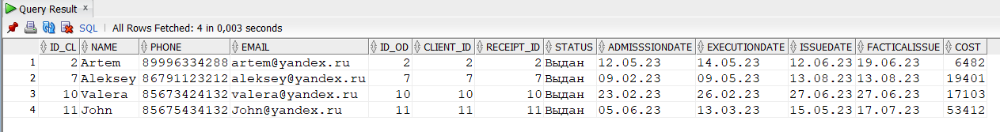 Query Result x
SQL | All Rows Fetched: 4 in 0,003 seconds
ID_CL NAME PHONE EMAIL ID_OD CLIENT_ID RECEIPT_ID STATUS ADMISSSIONDATE EXECUTIONDATE ISSUEDATE FACTICALISSUE COST
1 2 Artem 89996334288 artem@yandex.ru 2 2 2 Выдан 12.05.23 14.05.23 12.06.23 19.06.23 6482
2 7 Aleksey 86791123212 aleksey@yandex.ru 7 7 7 Выдан 09.02.23 09.05.23 13.08.23 13.08.23 19401
3 10 Valera 85673424132 valera@yandex.ru 10 10 10 Выдан 23.02.23 26.02.23 27.06.23 27.06.23 17103
4 11 John 85675434132 John@yandex.ru 11 11 11 Выдан 05.06.23 13.03.23 15.05.23 17.07.23 53412